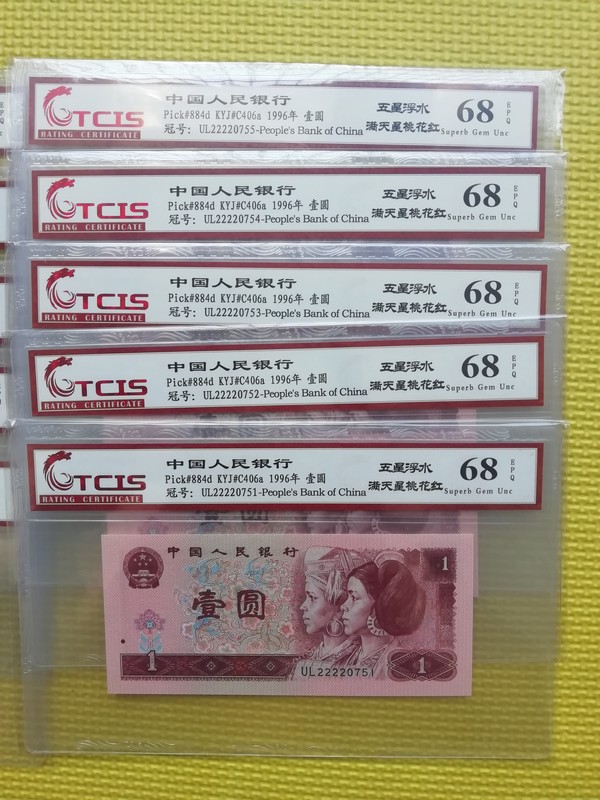 TCIS
RATING CERTIFICATE
中国人民银行
Pick#884d KYJ#C406a 1996年 壹圆
冠号: UL22220755-People's Bank of China
五星浮水
满天星桃花红
68
EPQ
Superb Gem Unc
TCIS
RATING CERTIFICATE
中国人民银行
Pick#884d KYJ#C406a 1996年 壹圆
冠号: UL22220754-People's Bank of China
五星浮水
满天星桃花红
68
EPQ
Superb Gem Unc
TCIS
RATING CERTIFICATE
中国人民银行
Pick#884d KYJ#C406a 1996年 壹圆
冠号: UL22220753-People's Bank of China
五星浮水
满天星桃花红
68
EPQ
Superb Gem Unc
TCIS
RATING CERTIFICATE
中国人民银行
Pick#884d KYJ#C406a 1996年 壹圆
冠号: UL22220752-People's Bank of China
五星浮水
满天星桃花红
68
EPQ
Superb Gem Unc
TCIS
RATING CERTIFICATE
中国人民银行
Pick#884d KYJ#C406a 1996年 壹圆
冠号: UL22220751-People's Bank of China
五星浮水
满天星桃花红
68
EPQ
Superb Gem Unc
中国人民银行
1
壹圆
1
UL22220751
1